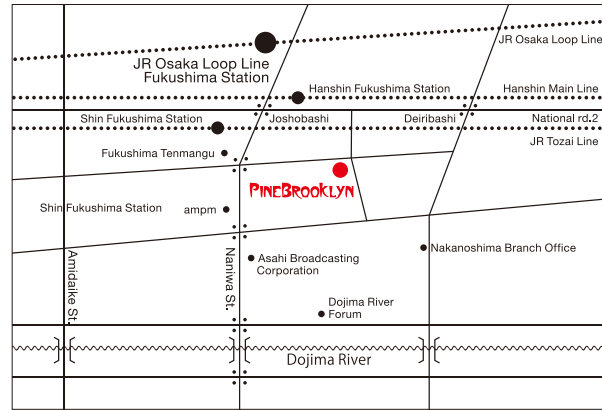 JR Osaka Loop Line
JR Osaka Loop Line
Fukushima Station
Hanshin Fukushima Station
Hanshin Main Line
Shin Fukushima Station
Joshobashi
Deiribashi
National rd.2
JR Tozai Line
Fukushima Tenmangu
PINEBROOKLYN
Shin Fukushima Station
ampm
Amidaike St.
Naniwa St.
Asahi Broadcasting
Corporation
Nakanoshima Branch Office
Dojima River
Forum
Dojima River